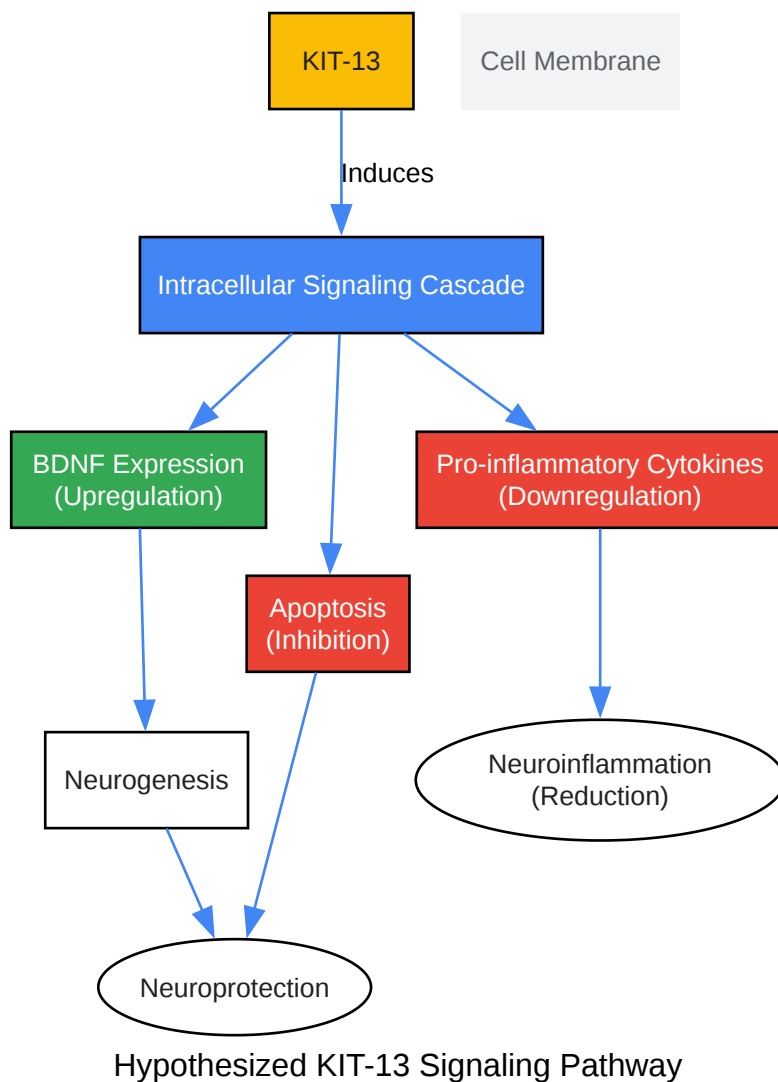 KIT-13
Cell Membrane
Induces
Intracellular Signaling Cascade
BDNF Expression
(Upregulation)
Pro-inflammatory Cytokines
(Downregulation)
Apoptosis
(Inhibition)
Neurogenesis
Neuroinflammation
(Reduction)
Neuroprotection
Hypothesized KIT-13 Signaling Pathway